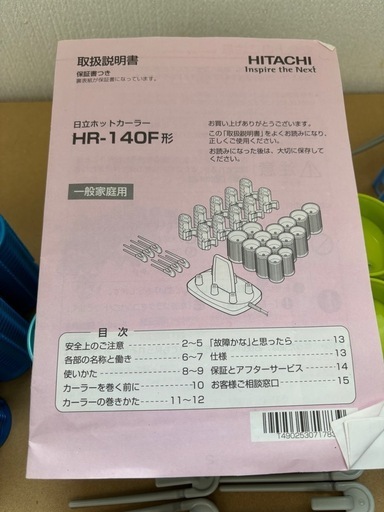 取扱説明書
保証書つき
裏表紙が保証書になっています。
HITACHI
Inspire the Next
日立ホットカーラー
HR-140F形
お買い上げありがとうございます。
この「取扱説明書」をよくお読みになり、
正しくご使用ください。
お読みになった後は、大切に保存して
ください。
一般家庭用
目 次
安全上のご注意 2~5
各部の名称と働き 6~7
使いかた 8~9
カーラーを巻く前に 10
カーラーの巻きかた 11~12
「故障かな」と思ったら 13
仕様 13
保証とアフターサービス 14
お客様ご相談窓口 15